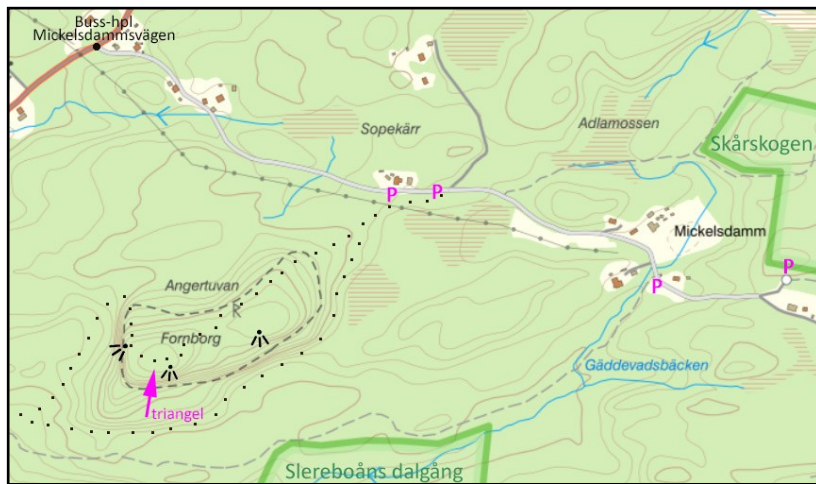 Buss-hpl.
Mickelsdammsvägen
Sopekärr
Adlamossen
Skårskogen
P
P
Mickelsdamm
P
P
Angertuvan
R
Fornborg
Gäddevadsbäcken
triangel
Slereboåns dalgång